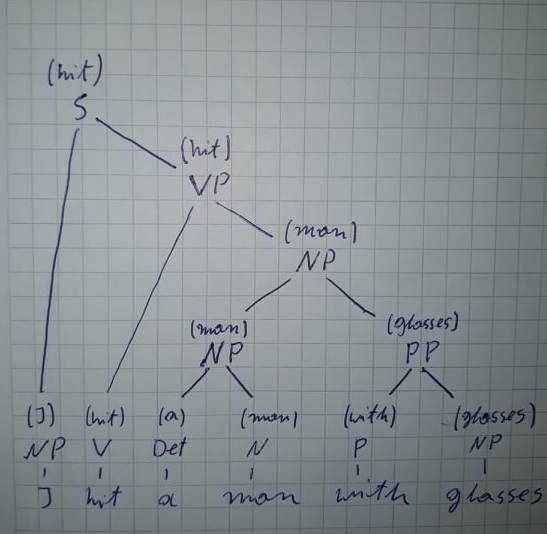 (hit)
S
(hit)
VP
(man)
NP
(man) (glasses)
NP PP
(J) (hit) (a) (man) (with) (glasses)
NP V Det N P NP
J hit a man with glasses